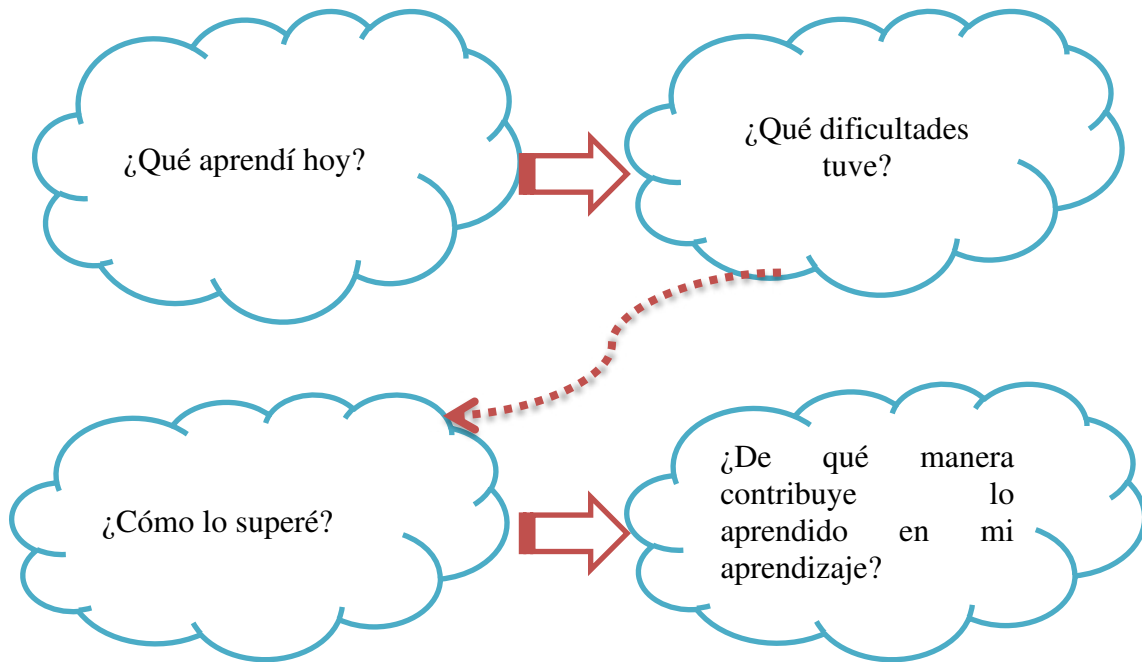 ¿Qué aprendí hoy?
¿Qué dificultades
tuve?
¿Cómo lo superé?
¿De qué manera
contribuye lo
aprendido en mi
aprendizaje?